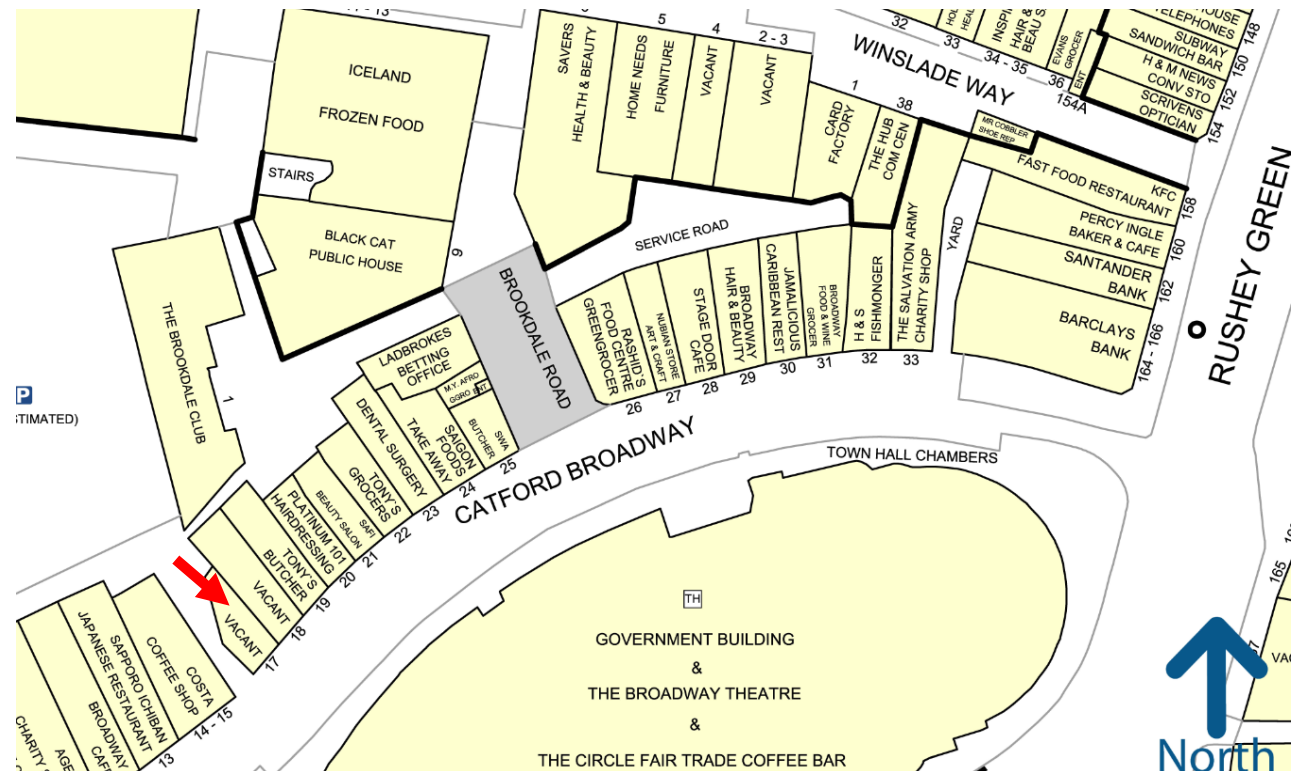 ICELAND
FROZEN FOOD
STAIRS
BLACK CAT
PUBLIC HOUSE
9
THE BROOKDALE CLUB
1
P
SAVERS
HEALTH & BEAUTY
5
HOME NEEDS
FURNITURE
4
VACANT
2 - 3
VACANT
1
CARD
FACTORY
38
THE HUB
COM CEN
WINSLADE WAY
32
33
34 - 35
36
EVANS
GROCER
ENT
154A
TELEPHONES
148
SUBWAY
SANDWICH BAR
150
H & M NEWS
CONV STO
152
SCRIVENS
OPTICIAN
154
MR COBBLER
SHOE REP
KFC
FAST FOOD RESTAURANT
158
PERCY INGLE
BAKER & CAFE
160
SANTANDER
BANK
162
BARCLAYS
BANK
164 - 166
YARD
RUSHEY GREEN
SERVICE ROAD
BROOKDALE ROAD
RASHID'S
FOOD CENTRE
GREENGROCER
26
NUBIAN STORE
ART & CRAFT
27
STAGE DOOR
CAFE
28
BROADWAY
HAIR & BEAUTY
29
JAMALICIOUS
CARIBBEAN REST
30
BROADWAY
FOOD & WINE
GROCER
31
H & S
FISHMONGER
32
THE SALVATION ARMY
CHARITY SHOP
33
LADBROKES
BETTING
OFFICE
M.Y. AFRO
GGRO
ENT
SWA
BUTCHER
25
SAIGON
FOODS
TAKE AWAY
24
DENTAL SURGERY
23
TONY'S
GROCERS
22
SAFI
BEAUTY SALON
21
PLATINUM 101
HAIRDRESSING
20
TONY'S
BUTCHER
19
VACANT
18
VACANT
17
COSTA
COFFEE SHOP
14 - 15
SAPPORO ICHIBAN
JAPANESE RESTAURANT
13
BROADWAY
CATFORD BROADWAY
TOWN HALL CHAMBERS
TH
GOVERNMENT BUILDING
&
THE BROADWAY THEATRE
&
THE CIRCLE FAIR TRADE COFFEE BAR
165
North